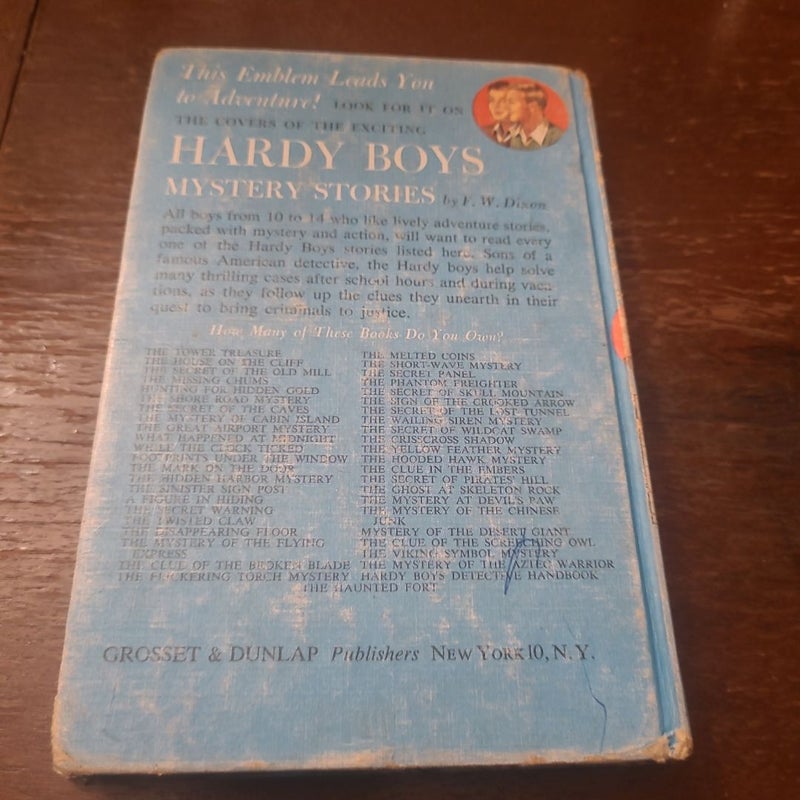 This Emblem Leads You
to Adventure! LOOK FOR IT ON
THE COVERS OF THE EXCITING
HARDY BOYS
MYSTERY STORIES by F. W. Dixon
All boys from 10 to 14 who like lively adventure stories,
packed with mystery and action, will want to read every
one of the Hardy Boys stories listed here. Sons of a
famous American detective, the Hardy boys help solve
many thrilling cases after school hours and during vaca-
tions, as they follow up the clues they unearth in their
quest to bring criminals to justice.
How Many of These Books Do You Own?
THE TOWER TREASURE
THE HOUSE ON THE CLIFF
THE SECRET OF THE OLD MILL
THE MISSING CHUMS
HUNTING FOR HIDDEN GOLD
THE SHORE ROAD MYSTERY
THE SECRET OF THE CAVES
THE MYSTERY OF CABIN ISLAND
THE GREAT AIRPORT MYSTERY
WHAT HAPPENED AT MIDNIGHT
WHILE THE CLOCK TICKED
FOOTPRINTS UNDER THE WINDOW
THE MARK ON THE DOOR
THE HIDDEN HARBOR MYSTERY
THE SINISTER SIGN POST
A FIGURE IN HIDING
THE SECRET WARNING
THE TWISTED CLAW
THE DISAPPEARING FLOOR
THE MYSTERY OF THE FLYING
EXPRESS
THE CLUE OF THE BROKEN BLADE
THE FLICKERING TORCH MYSTERY
THE MELTED COINS
THE SHORT-WAVE MYSTERY
THE SECRET PANEL
THE PHANTOM FREIGHTER
THE SECRET OF SKULL MOUNTAIN
THE SIGN OF THE CROOKED ARROW
THE SECRET OF THE LOST TUNNEL
THE WAILING SIREN MYSTERY
THE SECRET OF WILDCAT SWAMP
THE CRISSCROSS SHADOW
THE YELLOW FEATHER MYSTERY
THE HOODED HAWK MYSTERY
THE CLUE IN THE EMBERS
THE SECRET OF PIRATES' HILL
THE GHOST AT SKELETON ROCK
THE MYSTERY AT DEVIL'S PAW
THE MYSTERY OF THE CHINESE
JUNK
MYSTERY OF THE DESERT GIANT
THE CLUE OF THE SCREECHING OWL
THE VIKING SYMBOL MYSTERY
THE MYSTERY OF THE AZTEC WARRIOR
HARDY BOYS DETECTIVE HANDBOOK
THE HAUNTED FORT
GROSSET & DUNLAP Publishers NEW YORK 10, N. Y.